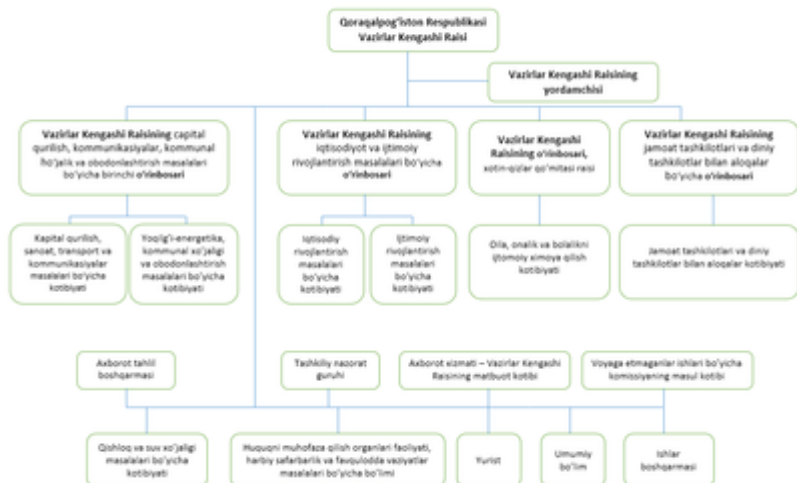 Qoraqalpog'iston Respublikasi
Vazirlar Kengashi Raisi
Vazirlar Kengashi Raisining
yordamchisi
Vazirlar Kengashi Raisining capital
qurilish, kommunikasiyalar, kommunal
ho'jalik va obodonlashtirish masalalari
bo'yicha birinchi o'rinbosari
Vazirlar Kengashi Raisining
iqtisodiyot va ijtimoiy
rivojlantirish masalalari bo'yicha
o'rinbosari
Vazirlar Kengashi
Raisining o'rinbosari,
xotin-qizlar qo'mitasi raisi
Vazirlar Kengashi Raisining
jamoat tashkilotlari va diniy
tashkilotlar bilan aloqalar
bo'yicha o'rinbosari
Kapital qurilish,
sanoat, transport va
kommunikasiyalar
masalalari bo'yicha
kotibiyati
Yoqilg'i-energetika,
kommunal xo'jaligi
va obodonlashtirish
masalalari bo'yicha
kotibiyati
Iqtisodiy
rivojlantirish
masalalari
bo'yicha
kotibiyati
Ijtimoiy
rivojlantirish
masalalari
bo'yicha
kotibiyati
Oila, onalik va bolalikni
ijtomoiy ximoya qilish
kotibiyati
Jamoat tashkilotlari va diniy
tashkilotlar bilan aloqalar kotibiyati
Axborot tahlil
boshqarmasi
Tashkiliy nazorat
guruhi
Axborot xizmati – Vazirlar Kengashi
Raisining matbuot kotibi
Voyaga etmaganlar ishlari bo'yicha
komissiyaning masul kotibi
Qishloq va suv xo'jaligi
masalalari bo'yicha
kotibiyati
Huquqni muhofaza qilish organlari faoliyati,
harbiy safarbarlik va favqulodda vaziyatlar
masalalari bo'yicha bo'limi
Yurist
Umumiy
bo'lim
Ishlar
boshqarmasi